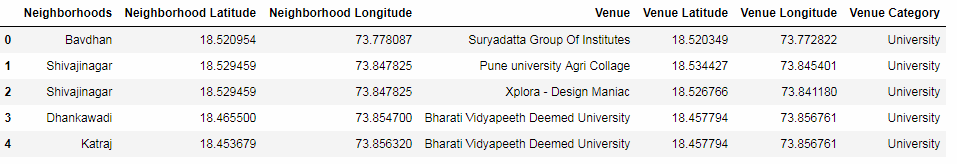 Neighborhoods Neighborhood Latitude Neighborhood Longitude Venue Venue Latitude Venue Longitude Venue Category
0 Bavdhan 18.520954 73.778087 Suryadatta Group Of Institutes 18.520349 73.772822 University
1 Shivajinagar 18.529459 73.847825 Pune university Agri Collage 18.534427 73.845401 University
2 Shivajinagar 18.529459 73.847825 Xplora - Design Maniac 18.526766 73.841180 University
3 Dhankawadi 18.465500 73.854700 Bharati Vidyapeeth Deemed University 18.457794 73.856761 University
4 Katraj 18.453679 73.856320 Bharati Vidyapeeth Deemed University 18.457794 73.856761 University